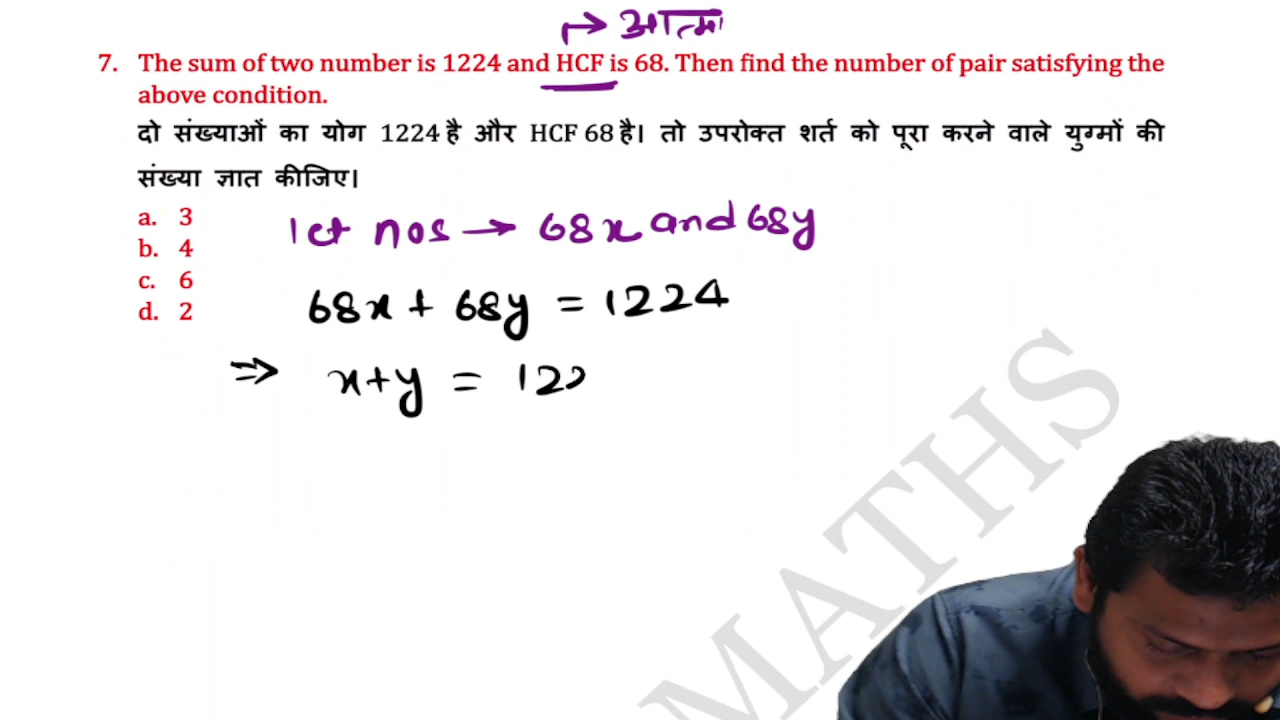 → आत्मा
7. The sum of two number is 1224 and HCF is 68. Then find the number of pair satisfying the
above condition.
दो संख्याओं का योग 1224 है और HCF 68 है। तो उपरोक्त शर्त को पूरा करने वाले युग्मों की
संख्या ज्ञात कीजिए।
a. 3
b. 4
c. 6
d. 2
let nos → 68x and 68y
68x + 68y = 1224
⇒ x+y = 122
MATHS